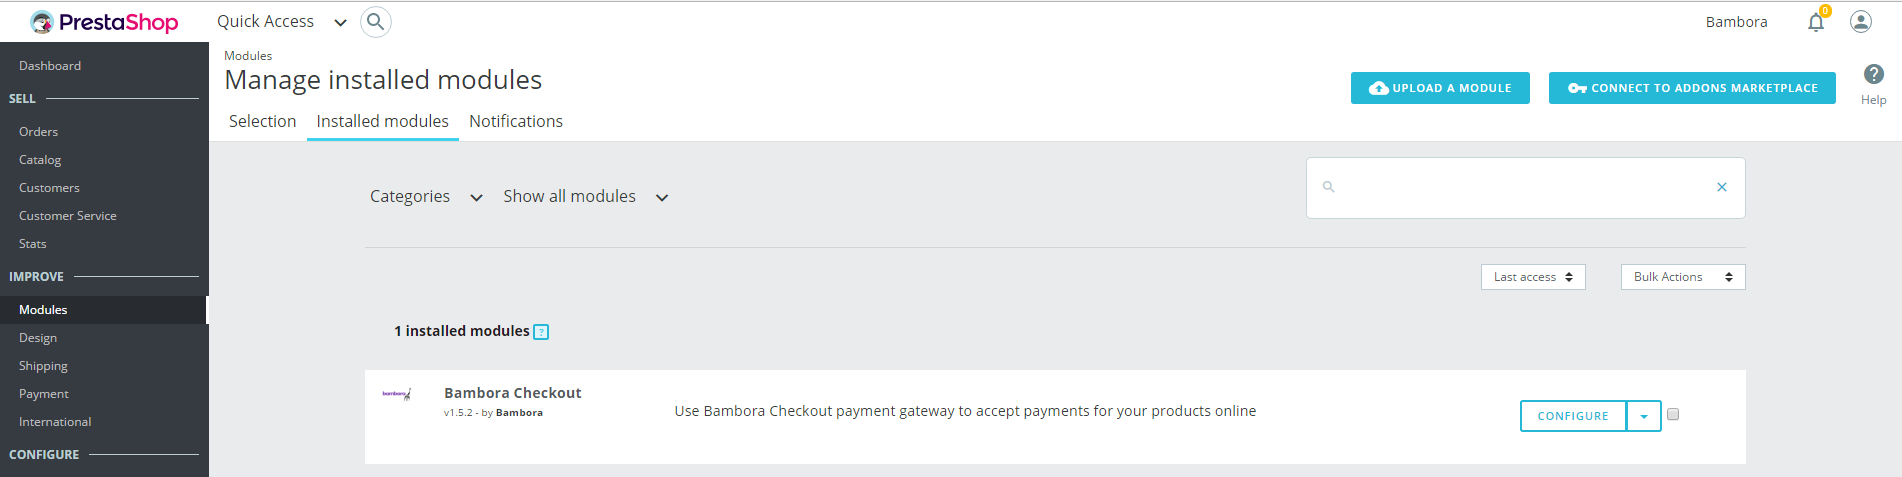 PrestaShop
Quick Access
Bambora
0
Dashboard
SELL
Orders
Catalog
Customers
Customer Service
Stats
IMPROVE
Modules
Design
Shipping
Payment
International
CONFIGURE
Modules
Manage installed modules
UPLOAD A MODULE
CONNECT TO ADDONS MARKETPLACE
?
Help
Selection Installed modules Notifications
Categories Show all modules
Last access Bulk Actions
1 installed modules ?
bambora
Bambora Checkout
v1.5.2 - by Bambora
Use Bambora Checkout payment gateway to accept payments for your products online
CONFIGURE